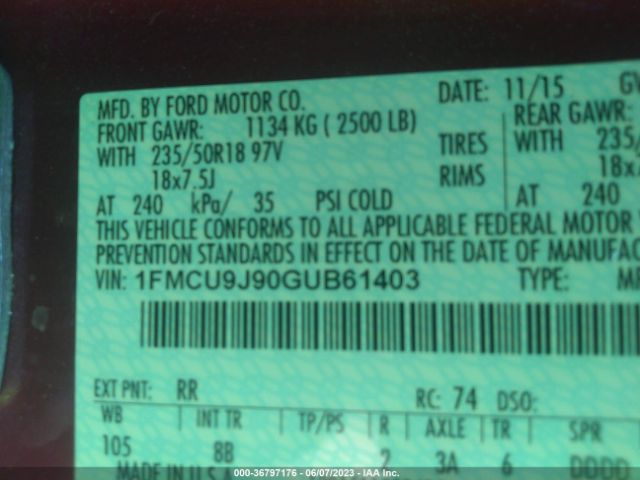 MFD. BY FORD MOTOR CO. DATE: 11/15
FRONT GAWR: 1134 KG ( 2500 LB) REAR GAWR:
WITH 235/50R18 97V TIRES WITH
18x7.5J RIMS
AT 240 kPa/ 35 PSI COLD AT 240
THIS VEHICLE CONFORMS TO ALL APPLICABLE FEDERAL MOTOR
PREVENTION STANDARDS IN EFFECT ON THE DATE OF
VIN: 1FMCU9J90GUB61403 TYPE:
EXT PNT: RR RC: 74 DSO:
WB INT TR TP/PS R AXLE TR SPR
105 8B 2 3A 6 DDDD
MADE IN U.S.A.
000-36797176 - 06/07/2023 - IAA Inc.